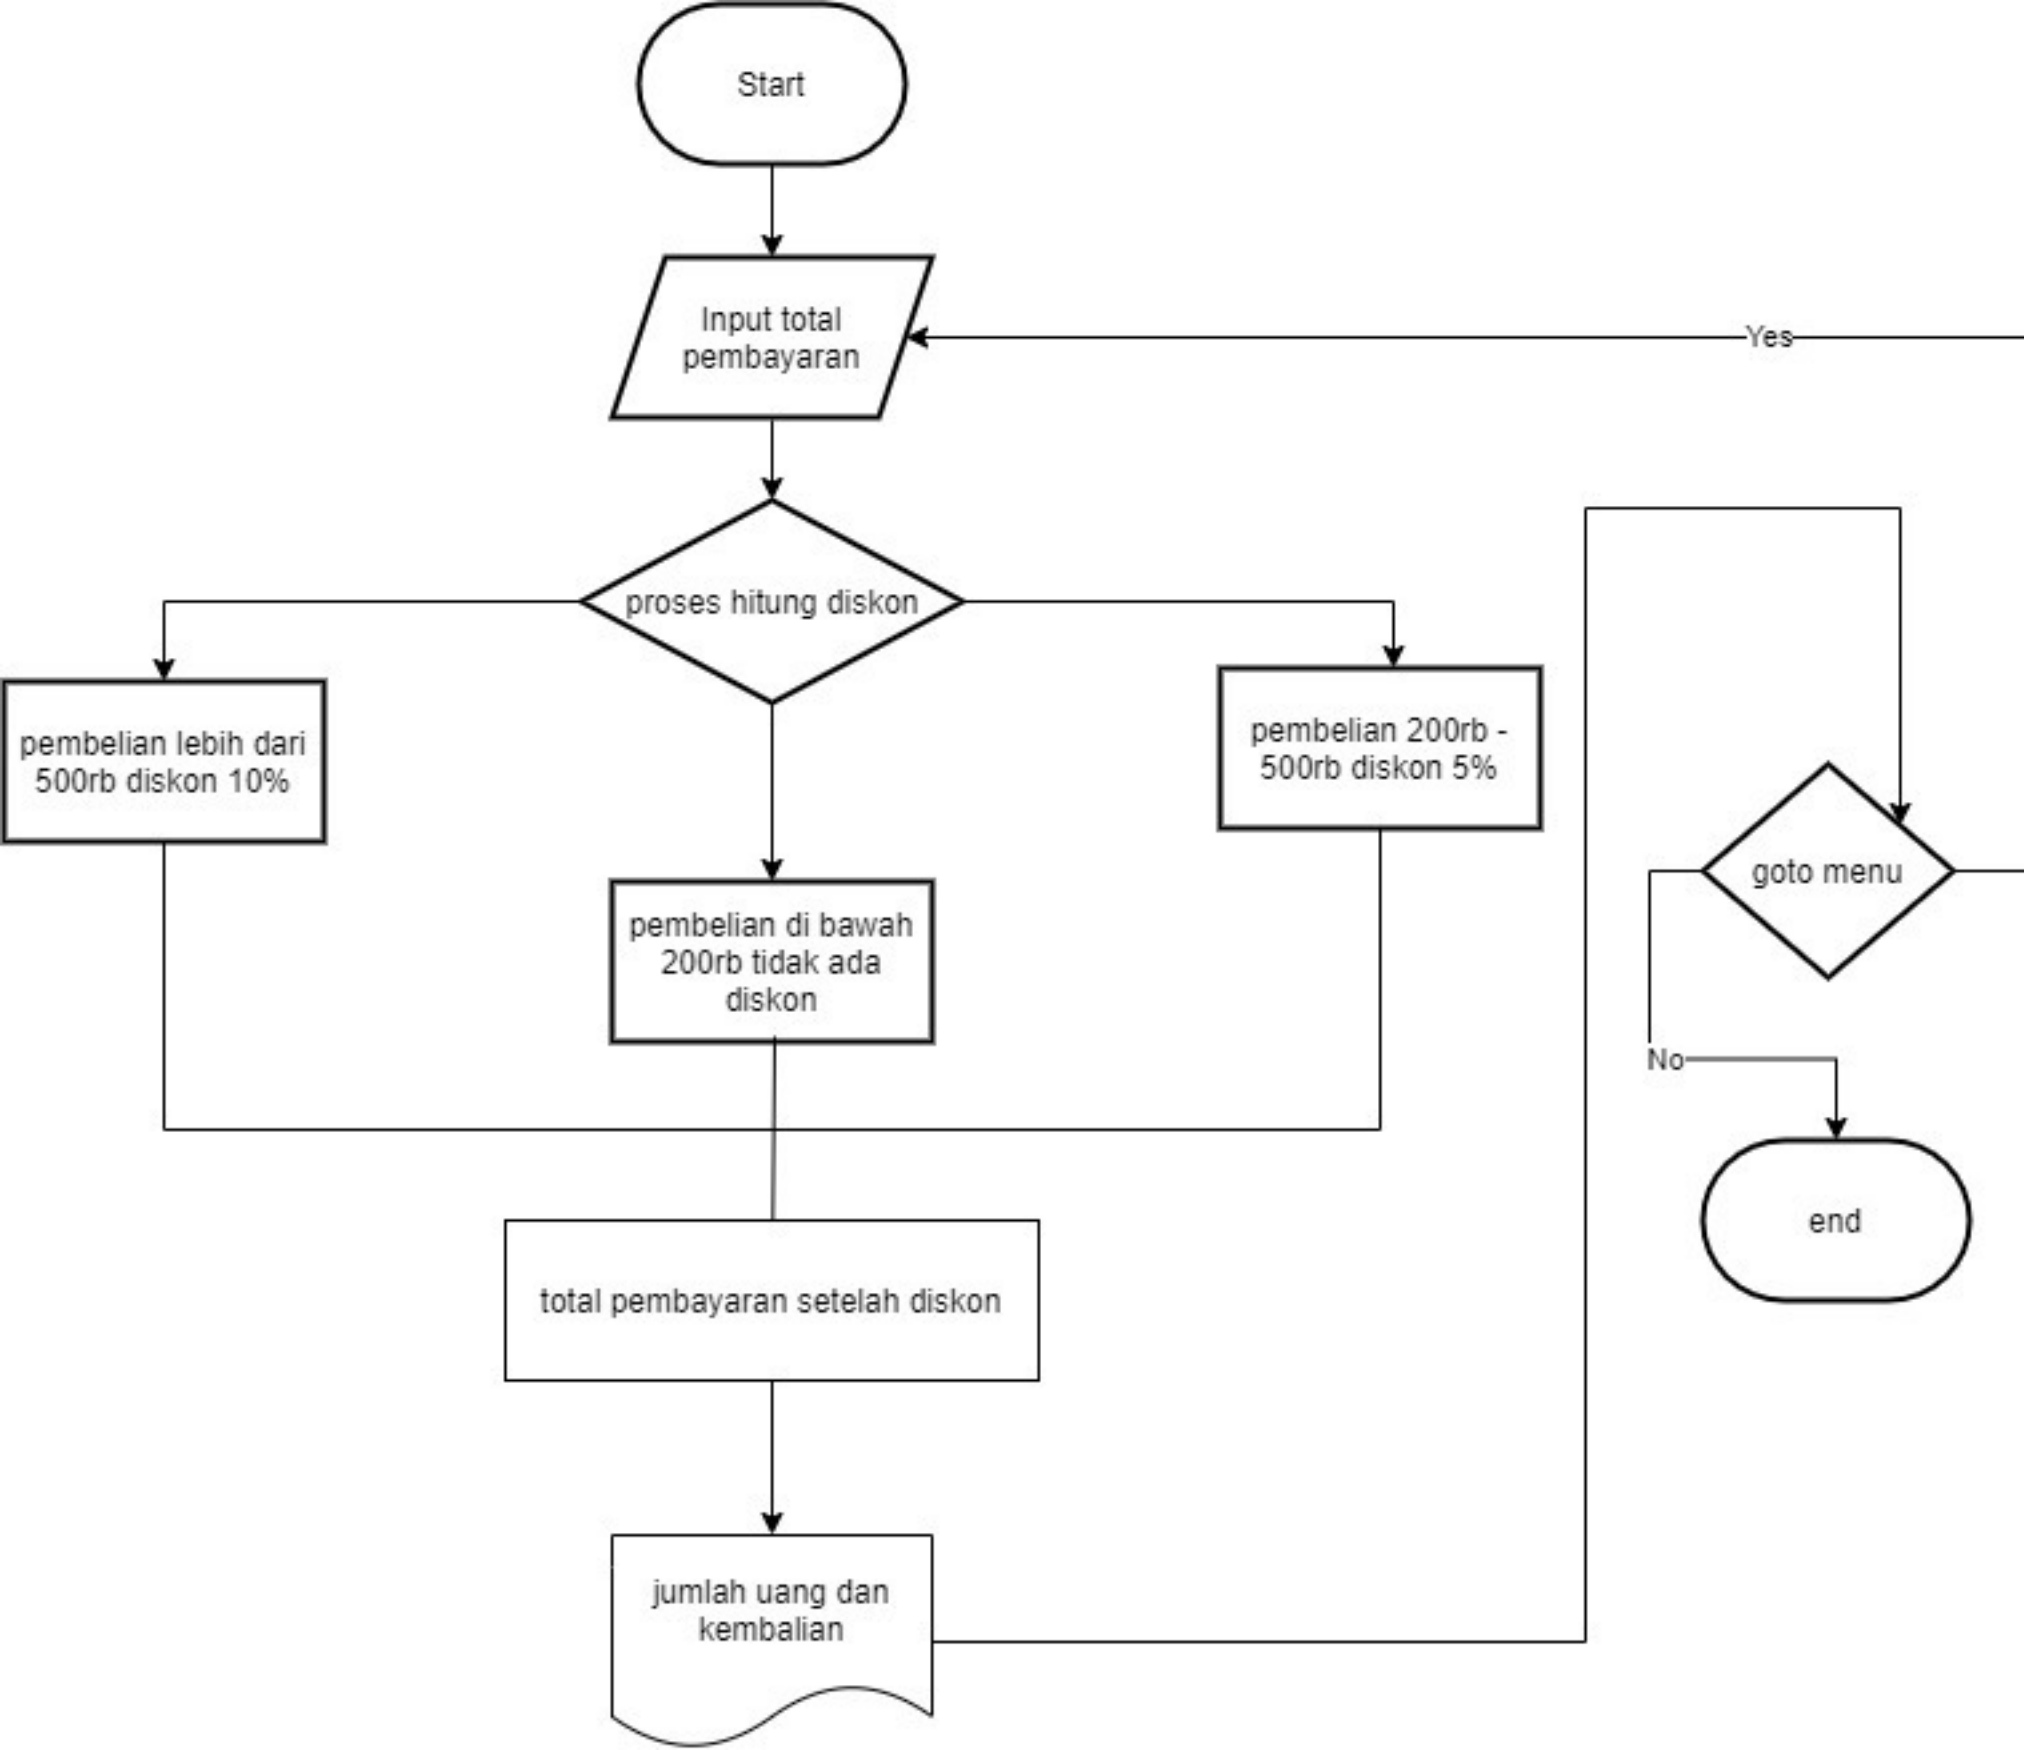 Start
Input total
pembayaran
Yes
proses hitung diskon
pembelian lebih dari
500rb diskon 10%
pembelian 200rb -
500rb diskon 5%
pembelian di bawah
200rb tidak ada
diskon
goto menu
No
end
total pembayaran setelah diskon
jumlah uang dan
kembalian